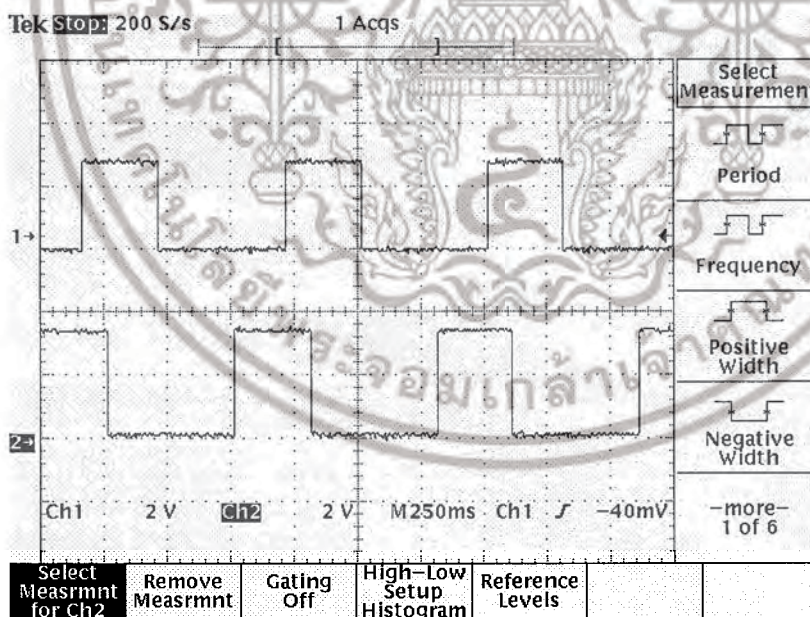 Tek Stop: 200 S/s
1 Acqs
Select
Measuremen
Period
Frequency
Positive
Width
Negative
Width
-more-
1 of 6
1→
2→
Ch1 2 V Ch2 2 V M250ms Ch1 -40mV
Select
Measrmnt
for Ch2
Remove
Measrmnt
Gating
Off
High-Low
Setup
Histogram
Reference
Levels